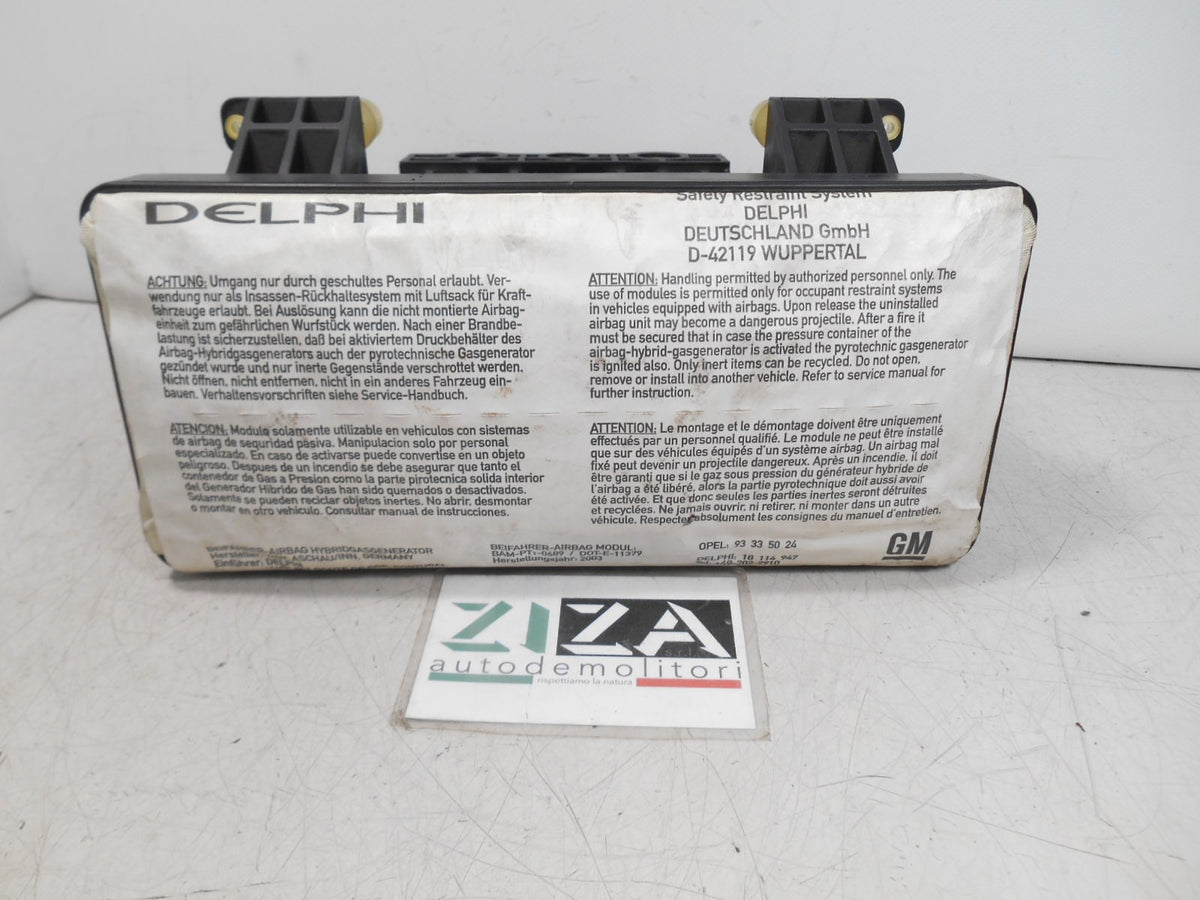 DELPHI
Safety Restraint System
DELPHI
DEUTSCHLAND GmbH
D-42119 WUPPERTAL
ACHTUNG: Umgang nur durch geschultes Personal erlaubt. Ver-
wendung nur als Insassen-Rückhaltesystem mit Luftsack für Kraft-
fahrzeuge erlaubt. Bei Auslösung kann die nicht montierte Airbag-
einheit zum gefährlichen Wurfstück werden. Nach einer Brandbe-
lastung ist sicherzustellen, daß bei aktiviertem Druckbehälter des
Airbag-Hybridgasgenerators auch der pyrotechnische Gasgenerator
gezündet wurde und nur inerte Gegenstände verschrottet werden.
Nicht öffnen, nicht entfernen, nicht in ein anderes Fahrzeug ein-
bauen. Verhaltensvorschriften siehe Service-Handbuch.
ATTENTION: Handling permitted by authorized personnel only. The
use of modules is permitted only for occupant restraint systems
in vehicles equipped with airbags. Upon release the uninstalled
airbag unit may become a dangerous projectile. After a fire it
must be secured that in case the pressure container of the
airbag-hybrid-gasgenerator is activated the pyrotechnic gasgenerator
is ignited also. Only inert items can be recycled. Do not open,
remove or install into another vehicle. Refer to service manual for
further instruction.
ATENCION: Modulo solamente utilizable en vehiculos con sistemas
de airbag de seguridad pasiva. Manipulacion solo por personal
especializado. En caso de activarse puede convertise en un objeto
peligroso. Despues de un incendio se debe asegurar que tanto el
contenedor de Gas a Presion como la parte pirotecnica solida interior
del Generador Hibrido de Gas han sido quemados o desactivados.
Solamente se pueden reciclar objetos inertes. No abrir, desmontar
o montar en otro vehiculo. Consultar manual de instrucciones.
ATTENTION: Le montage et le démontage doivent être uniquement
effectués par un personnel qualifié. Le module ne peut être installé
que sur des véhicules équipés d'un système airbag. Un airbag mal
fixé peut devenir un projectile dangereux. Après un incendie, il doit
être garanti que si le gaz sous pression du générateur hybride de
l'airbag a été libéré, alors la partie pyrotechnique doit aussi avoir
été activée. Et que donc seules les parties inertes seront détruites
et recyclées. Ne jamais ouvrir, ni retirer, ni monter dans un autre
véhicule. Respecter absolument les consignes du manuel d'entretien.
BEIFAHRER-AIRBAG HYBRIDGASGENERATOR
ASCHAU/INN, GERMANY
Einführer:
BEIFAHRER-AIRBAG MODUL:
BAM-PT1-0689 / DOT-E-11379
Herstellungsjahr: 2003
OPEL: 93 33 50 24
DELPHI: 18 114 947
GM
ZIZA
s.r.l.
autodemolitori
rispettiamo la natura